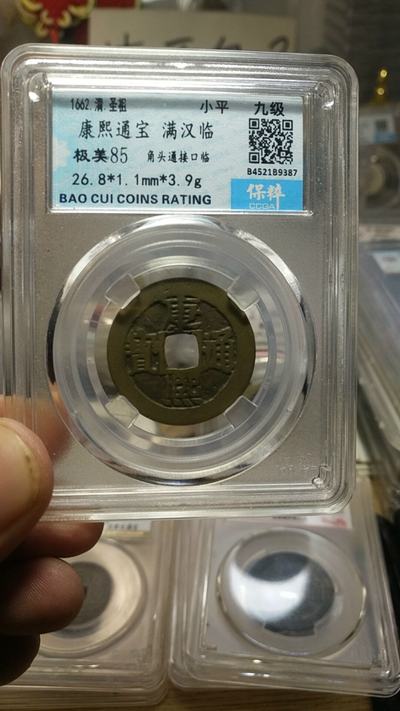 1662.清.圣祖 小平 九级
康熙通宝 满汉临
极美85 角头通接口临
26.8*1.1mm*3.9g
BAO CUI COINS RATING
B4521B9387
保粹
CCGA
康熙通寶